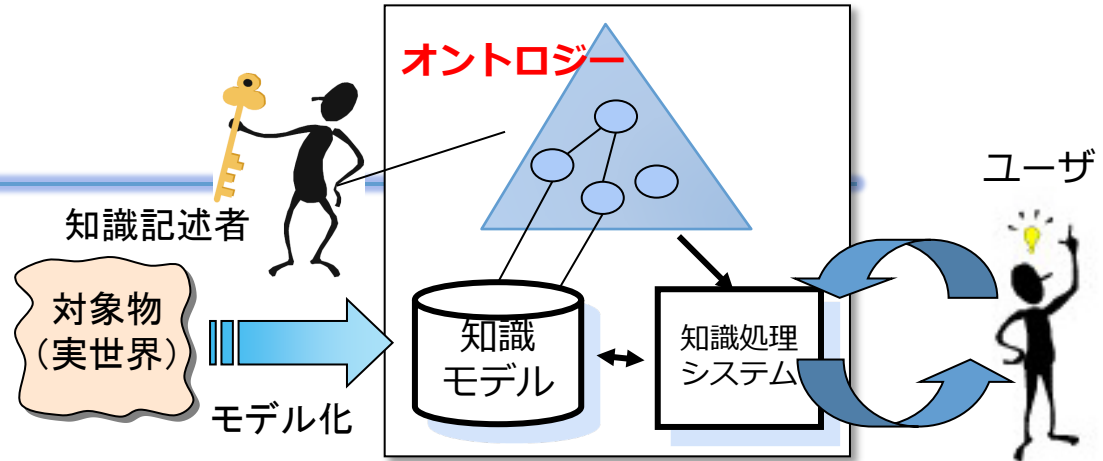 オントロジー
ユーザ
知識記述者
対象物
（実世界）
モデル化
知識
モデル
知識処理
システム